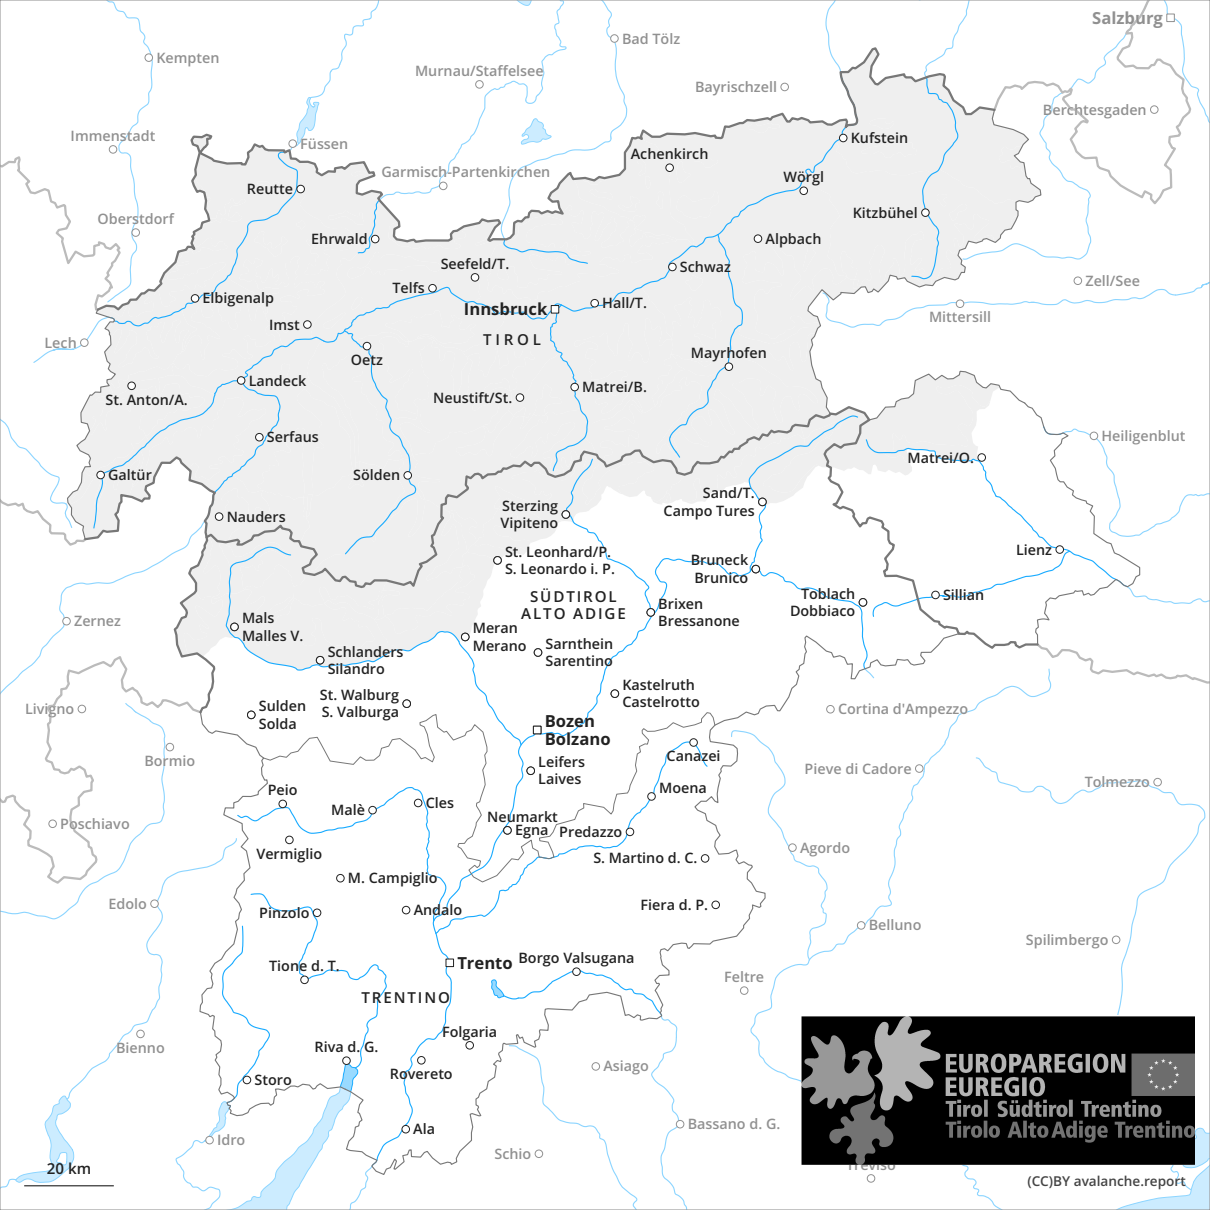 Salzburg
Bad Tölz
Kempten
Murnau/Staffelsee
Bayrischzell
Berchtesgaden
Immenstadt
Füssen
Kufstein
Achenkirch
Garmisch-Partenkirchen
Wörgl
Reutte
Oberstdorf
Kitzbühel
Ehrwald
Alpbach
Seefeld/T.
Schwaz
Zell/See
Telfs
Elbigenalp
Hall/T.
Innsbruck
Mittersill
Imst
TIROL
Lech
Mayrhofen
Oetz
Landeck
Matrei/B.
St. Anton/A.
Neustift/St.
Serfaus
Heiligenblut
Matrei/O.
Galtür
Sölden
Sand/T.
Campo Tures
Sterzing
Vipiteno
Nauders
St. Leonhard/P.
S. Leonardo i. P.
Lienz
Bruneck
Brunico
SÜDTIROL
ALTO ADIGE
Toblach
Dobbiaco
Sillian
Brixen
Bressanone
Zernez
Mals
Malles V.
Meran
Merano
Sarnthein
Sarentino
Schlanders
Silandro
Kastelruth
Castelrotto
St. Walburg
S. Valburga
Livigno
Sulden
Solda
Cortina d'Ampezzo
Bozen
Bolzano
Bormio
Canazei
Leifers
Laives
Pieve di Cadore
Tolmezzo
Peio
Moena
Malè
Cles
Neumarkt
Egna
Poschiavo
Predazzo
Vermiglio
Agordo
S. Martino d. C.
M. Campiglio
Edolo
Pinzolo
Andalo
Fiera d. P.
Belluno
Spilimbergo
Trento
Borgo Valsugana
Tione d. T.
Feltre
TRENTINO
Folgaria
Bienno
Riva d. G.
Asiago
Rovereto
Storo
EUROPAREGION
EUREGIO
Tirol Südtirol Trentino
Tirolo Alto Adige Trentino
Bassano d. G.
Ala
Idro
Schio
Treviso
20 km
(CC)BY avalanche.report